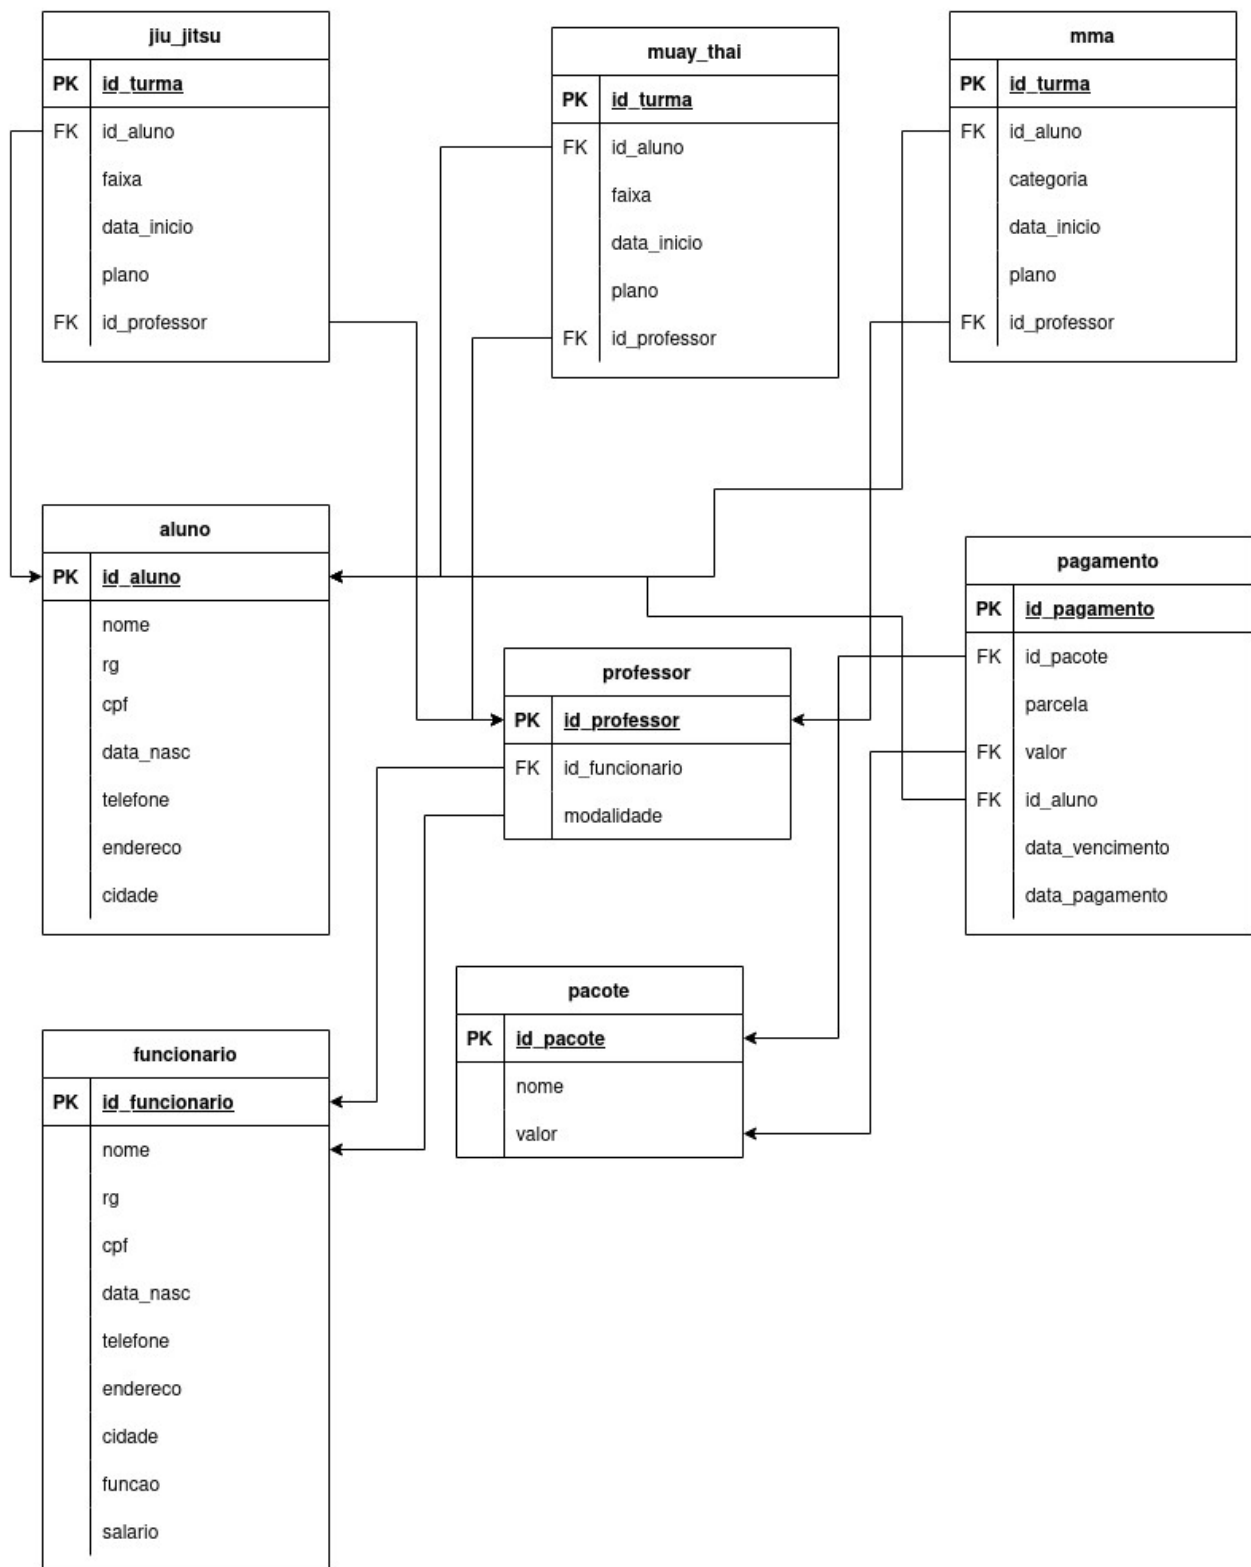 jiu_jitsu
PK id_turma
FK id_aluno
faixa
data_inicio
plano
FK id_professor
muay_thai
PK id_turma
FK id_aluno
faixa
data_inicio
plano
FK id_professor
mma
PK id_turma
FK id_aluno
categoria
data_inicio
plano
FK id_professor
aluno
PK id_aluno
nome
rg
cpf
data_nasc
telefone
endereco
cidade
professor
PK id_professor
FK id_funcionario
modalidade
pagamento
PK id_pagamento
FK id_pacote
parcela
FK valor
FK id_aluno
data_vencimento
data_pagamento
pacote
PK id_pacote
nome
valor
funcionario
PK id_funcionario
nome
rg
cpf
data_nasc
telefone
endereco
cidade
funcao
salario